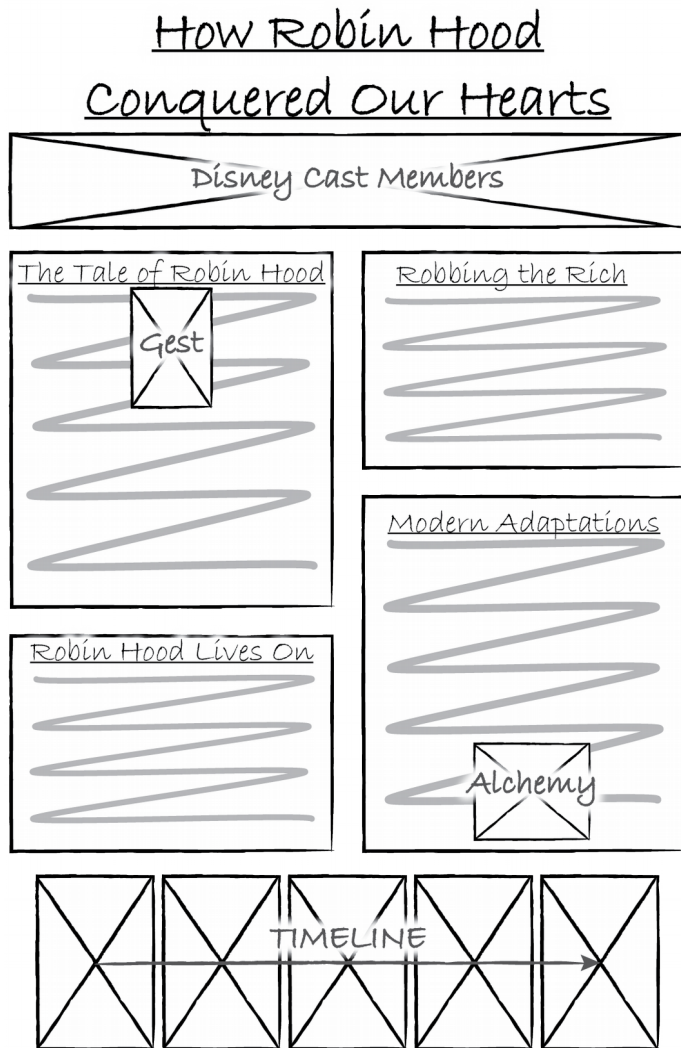 How Robin Hood
Conquered Our Hearts
Disney Cast Members
The Tale of Robin Hood
Gest
Robin Hood Lives On
Robbing the Rich
Modern Adaptations
Alchemy
TIMELINE